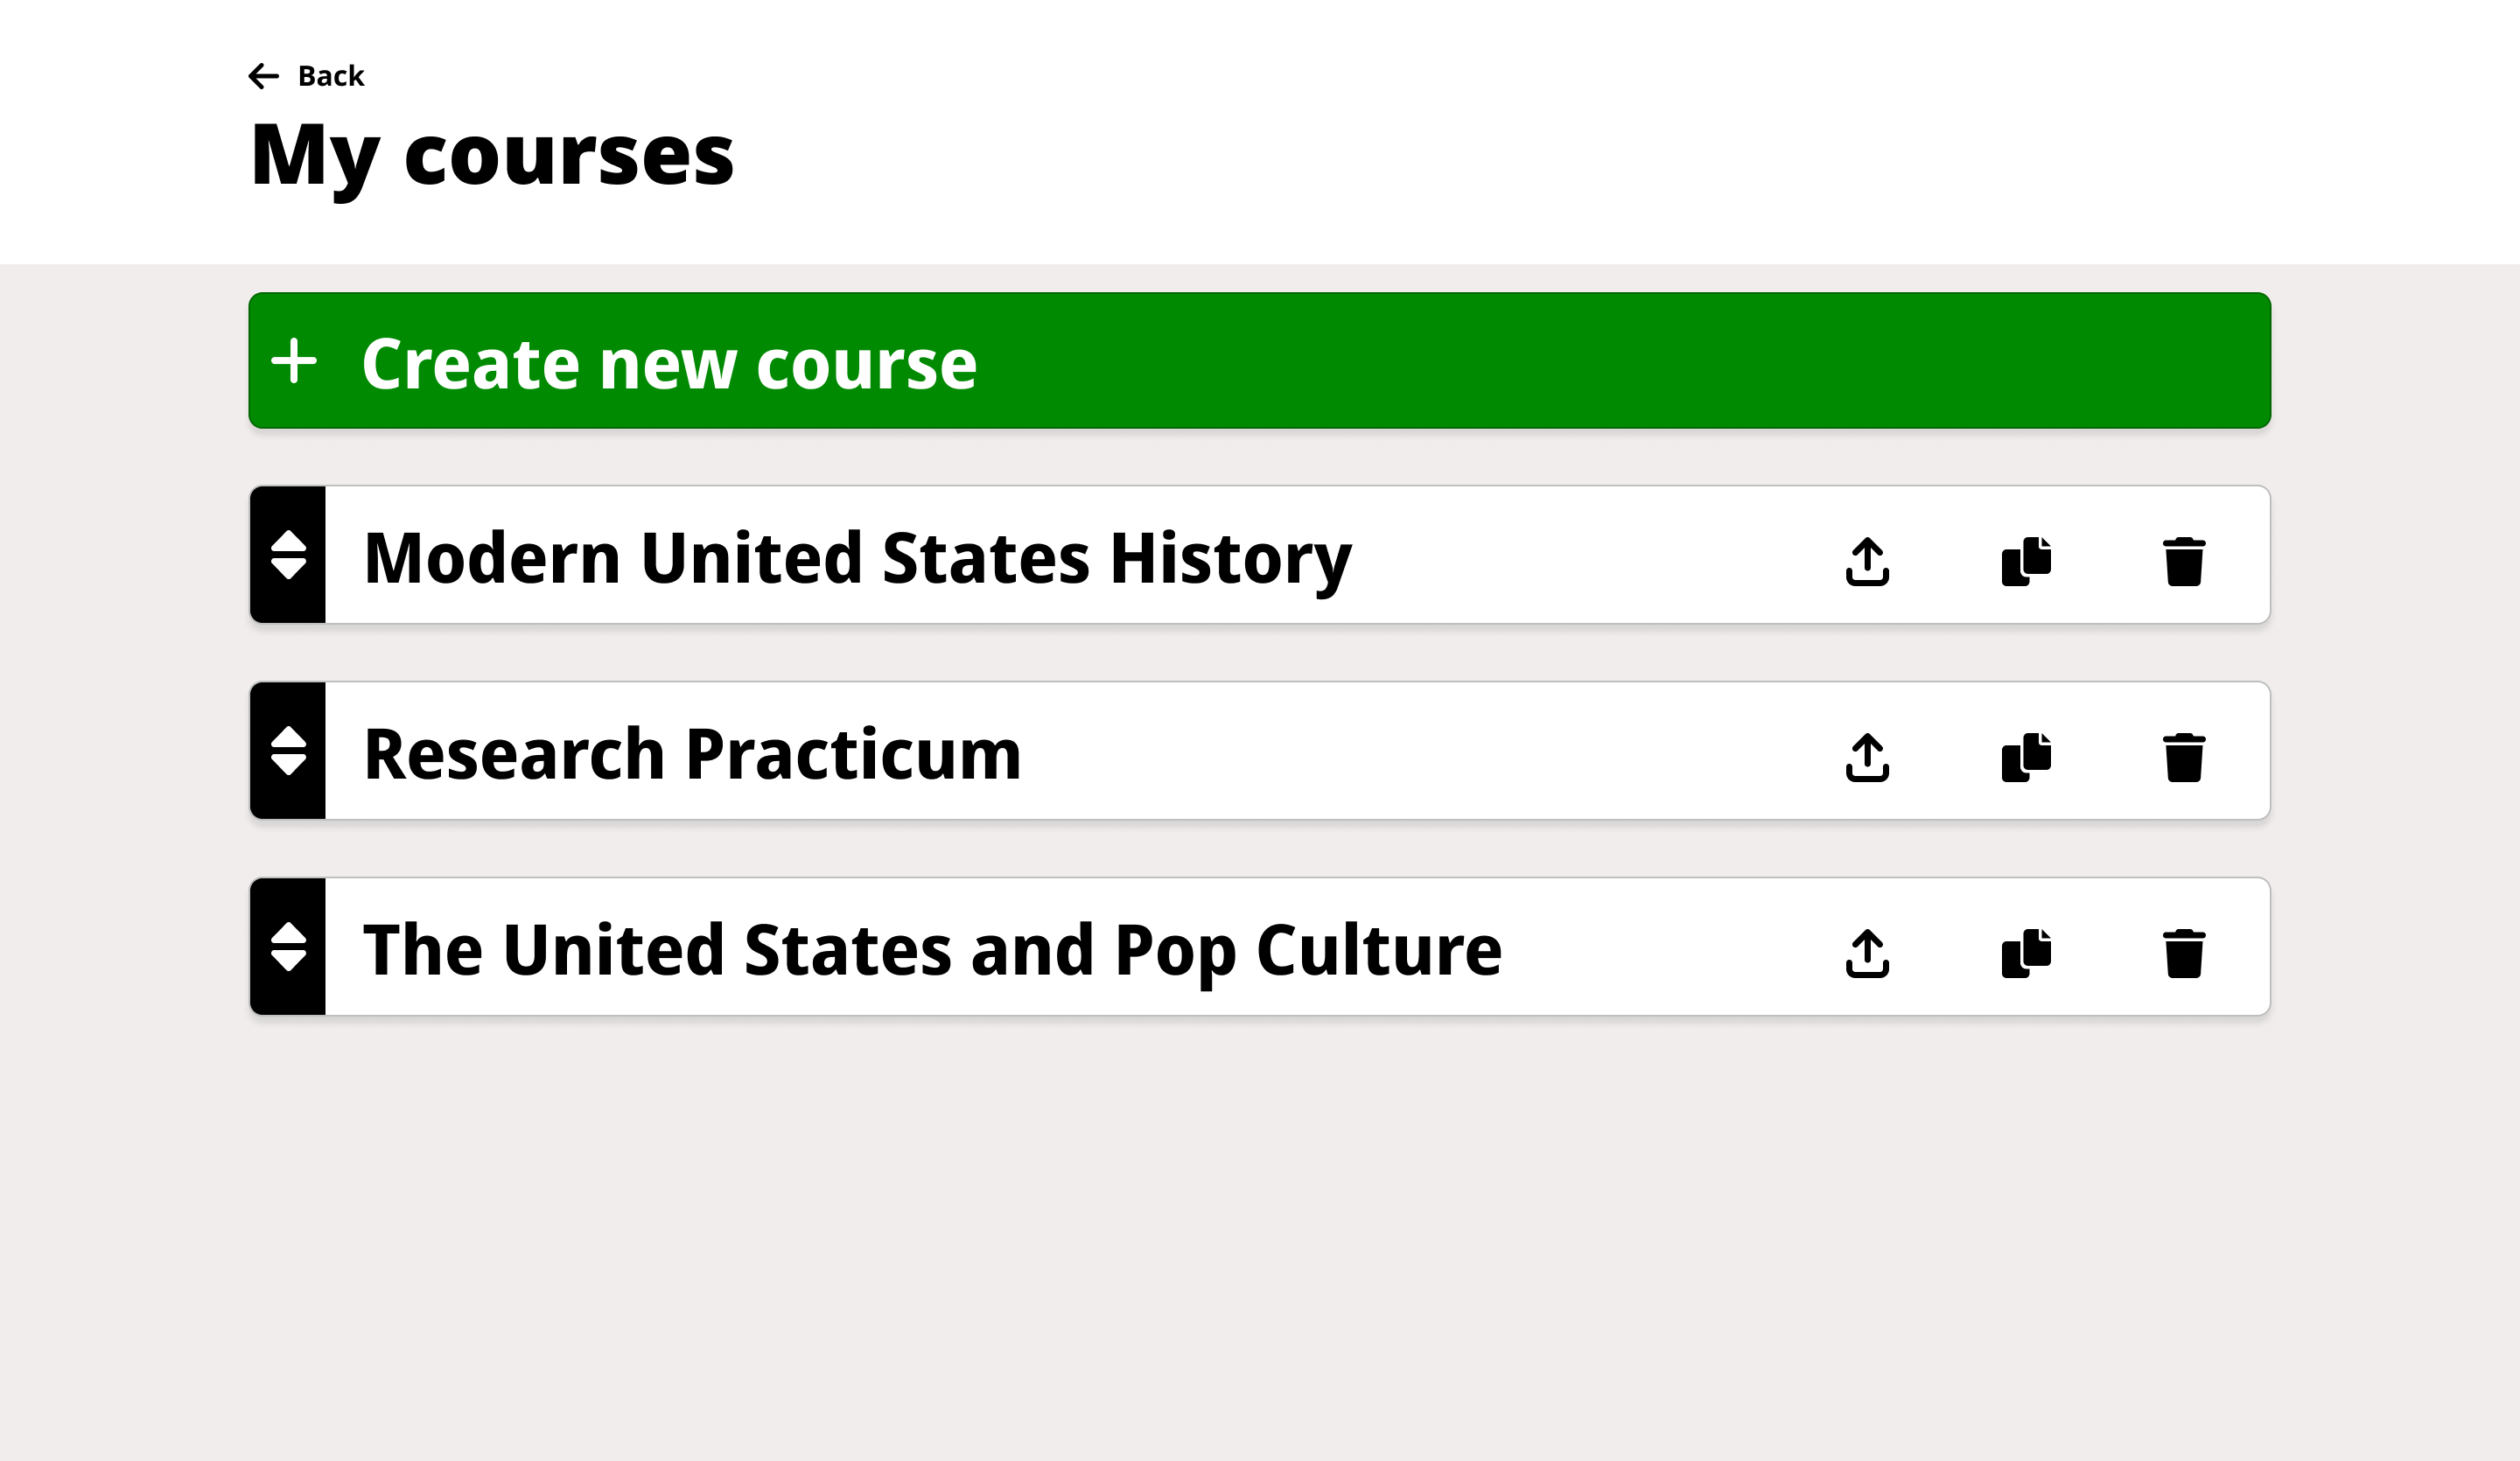 Back
My courses
Create new course
Modern United States History
Research Practicum
The United States and Pop Culture